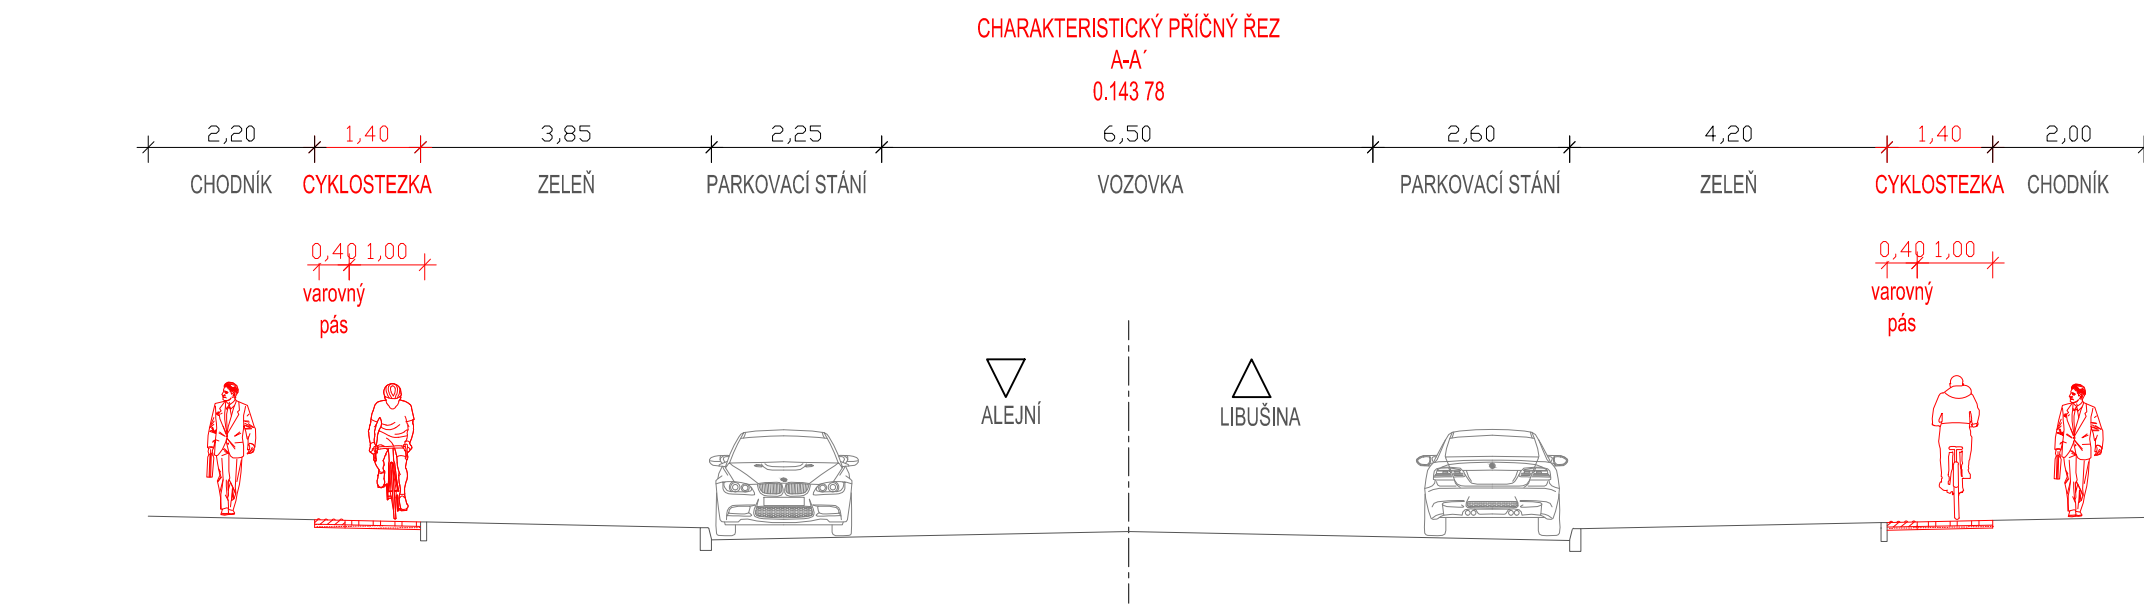 CHARAKTERISTICKÝ PŘÍČNÝ ŘEZ
A-A´
0.143 78
2,20 1,40 3,85 2,25 6,50 2,60 4,20 1,40 2,00
CHODNÍK CYKLOSTEZKA ZELEŇ PARKOVACÍ STÁNÍ VOZOVKA PARKOVACÍ STÁNÍ ZELEŇ CYKLOSTEZKA CHODNÍK
0,40 1,00 0,40 1,00
varovný varovný
pás pás
ALEJNÍ LIBUŠINA